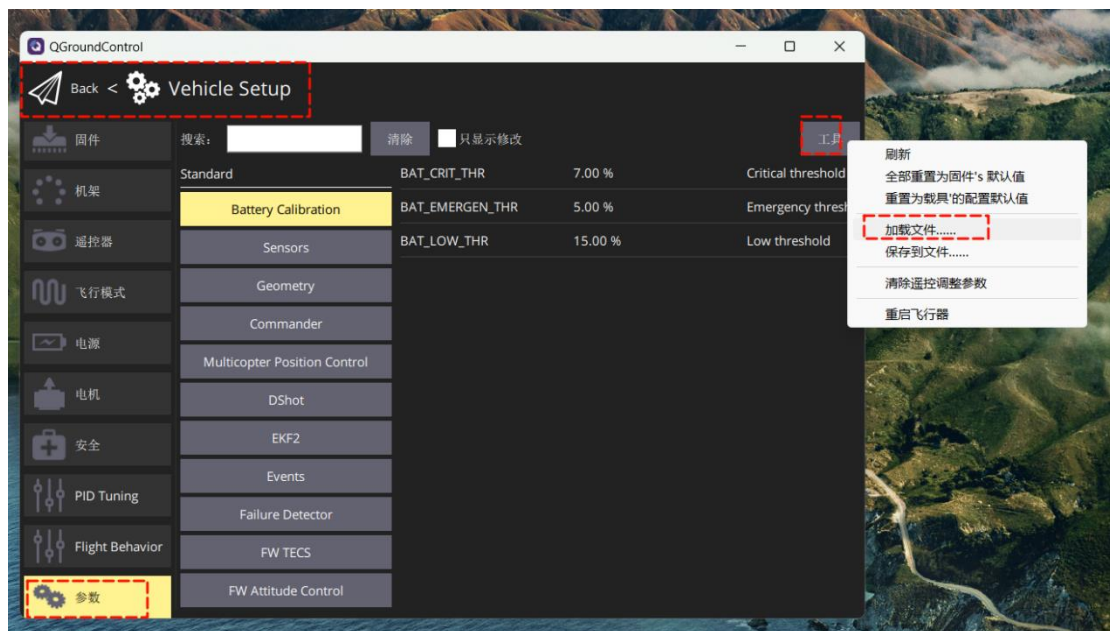 QGroundControl
Back < Vehicle Setup
固件
机架
遥控器
飞行模式
电源
电机
安全
PID Tuning
Flight Behavior
参数
搜索: 清除 只显示修改 工具
Standard
Battery Calibration
Sensors
Geometry
Commander
Multicopter Position Control
DShot
EKF2
Events
Failure Detector
FW TECS
FW Attitude Control
BAT_CRIT_THR 7.00 % Critical threshold
BAT_EMERGEN_THR 5.00 % Emergency thresh
BAT_LOW_THR 15.00 % Low threshold
刷新
全部重置为固件's 默认值
重置为载具'的配置默认值
加载文件......
保存到文件......
清除遥控调整参数
重启飞行器